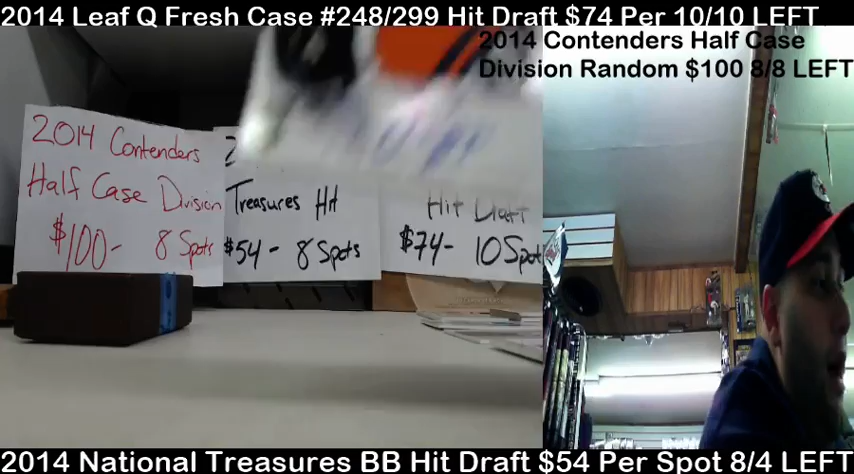 2014 Leaf Q Fresh Case #248/299 Hit Draft $74 Per 10/10 LEFT
2014 Contenders Half Case
Division Random $100 8/8 LEFT
2014 Contenders
Half Case Division
$100- 8 Spots
Treasures Hit
$54- 8 Spots
Hit Draft
$74- 10 Spot
2014 National Treasures BB Hit Draft $54 Per Spot 8/4 LEFT